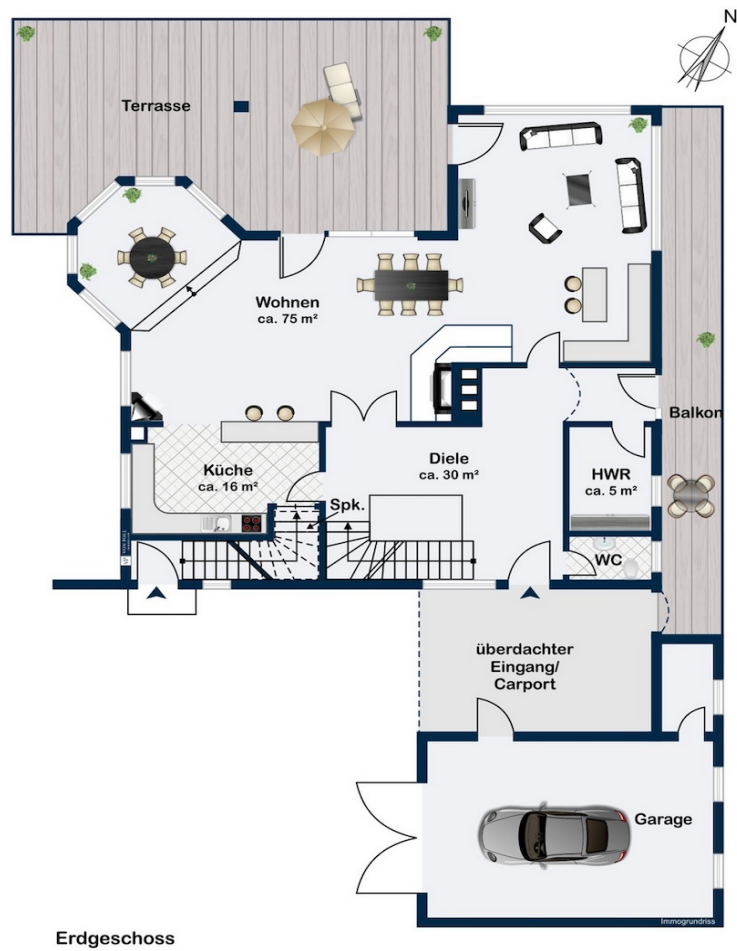 N
Terrasse
Wohnen
ca. 75 m²
Balkon
Küche
ca. 16 m²
Diele
ca. 30 m²
HWR
ca. 5 m²
Spk.
WC
überdachter
Eingang/
Carport
Garage
Immogrundriss
Erdgeschoss